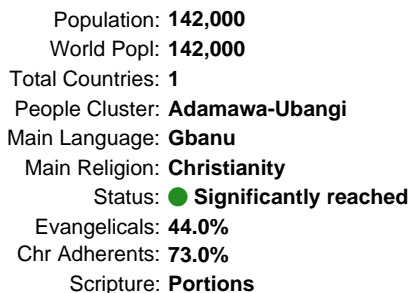 Population: 142,000
World Popl: 142,000
Total Countries: 1
People Cluster: Adamawa-Ubangi
Main Language: Gbanu
Main Religion: Christianity
Status: Significantly reached
Evangelicals: 44.0%
Chr Adherents: 73.0%
Scripture: Portions